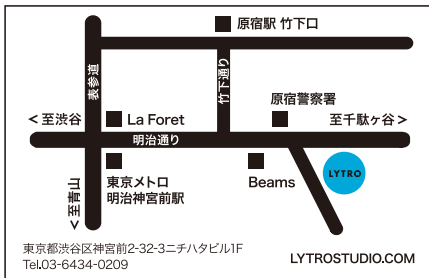 原宿駅 竹下口
表参道
竹下通り
原宿警察署
<至渋谷
La Foret
至千駄ヶ谷>
明治通り
LYTRO
東京メトロ
明治神宮前駅
Beams
<至青山
東京都渋谷区神宮前2-32-3ニチハタビル1F
Tel.03-6434-0209
LYTROSTUDIO.COM